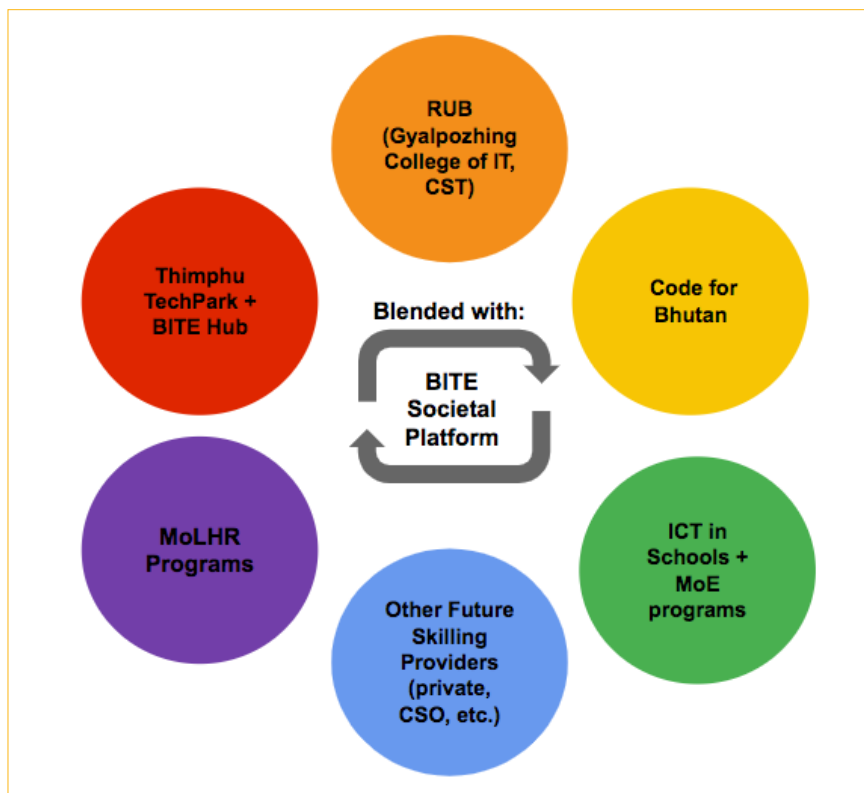 RUB
(Gyalpozhing
College of IT,
CST)
Thimphu
TechPark +
BITE Hub
Code for
Bhutan
Blended with:
BITE
Societal
Platform
MoLHR
Programs
ICT in
Schools +
MoE
programs
Other Future
Skilling
Providers
(private,
CSO, etc.)